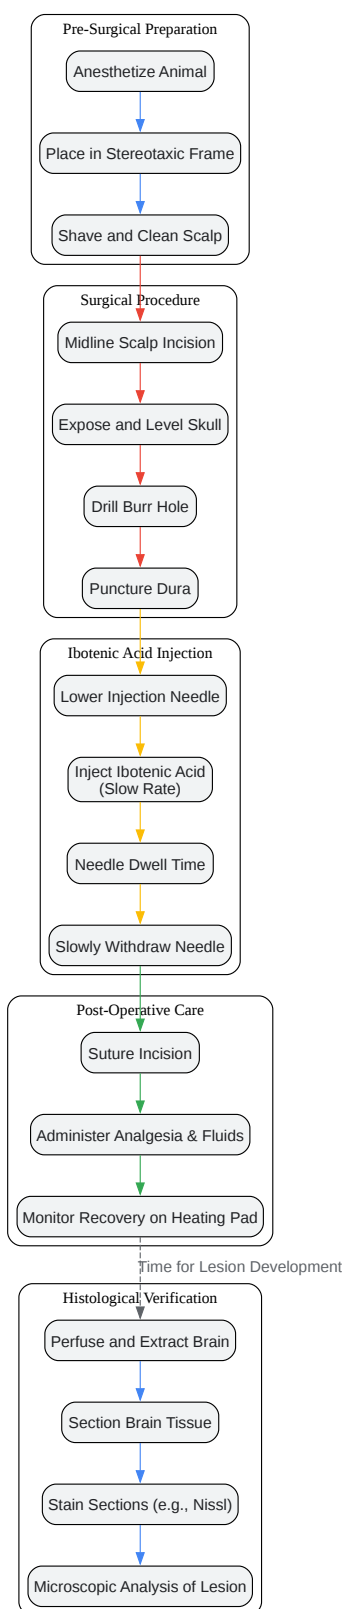 Pre-Surgical Preparation
Anesthetize Animal
Place in Stereotaxic Frame
Shave and Clean Scalp
Surgical Procedure
Midline Scalp Incision
Expose and Level Skull
Drill Burr Hole
Puncture Dura
Ibotenic Acid Injection
Lower Injection Needle
Inject Ibotenic Acid
(Slow Rate)
Needle Dwell Time
Slowly Withdraw Needle
Post-Operative Care
Suture Incision
Administer Analgesia & Fluids
Monitor Recovery on Heating Pad
Time for Lesion Development
Histological Verification
Perfuse and Extract Brain
Section Brain Tissue
Stain Sections (e.g., Nissl)
Microscopic Analysis of Lesion